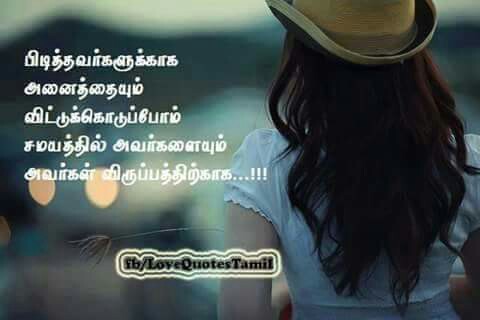 பிடித்தவர்களுக்காக
அனைத்தையும்
விட்டுக்கொடுப்போம்
சமயத்தில் அவர்களையும்
அவர்கள் விருப்பத்திற்காக...!!!
fb/LoveQuotesTamil